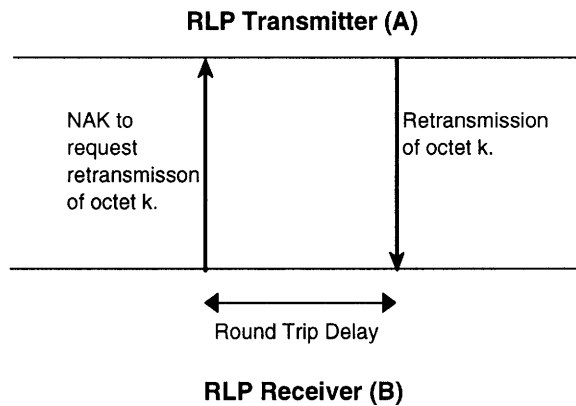 RLP Transmitter (A)
NAK to
request
retransmisson
of octet k.
Retransmission
of octet k.
Round Trip Delay
RLP Receiver (B)